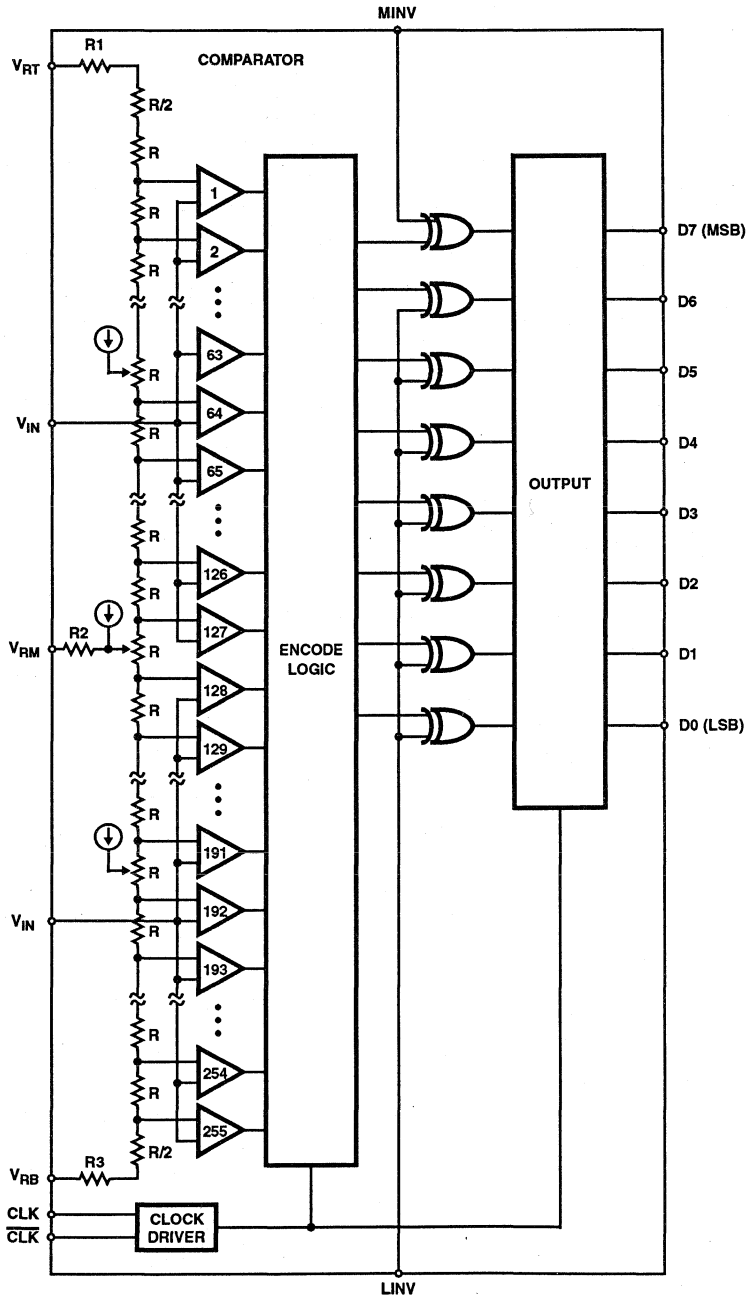 MINV
R1
COMPARATOR
VRT
R/2
R
1
R
2
R
63
R
64
VIN
R
65
R
126
R
127
R2
VRM
R
ENCODE
LOGIC
128
R
129
R
191
R
192
VIN
R
193
R
254
R
255
R/2
R3
VRB
CLK
CLK
CLOCK
DRIVER
OUTPUT
D7 (MSB)
D6
D5
D4
D3
D2
D1
D0 (LSB)
LINV